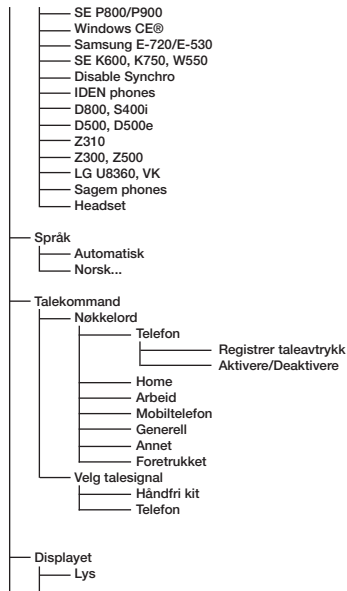 SE P800/P900
Windows CE®
Samsung E-720/E-530
SE K600, K750, W550
Disable Synchro
IDEN phones
D800, S400i
D500, D500e
Z310
Z300, Z500
LG U8360, VK
Sagem phones
Headset
Språk
Automatisk
Norsk...
Talekommand
Nøkkelord
Telefon
Registrer taleavtrykk
Aktivere/Deaktivere
Home
Arbeid
Mobiltelefon
Generell
Annet
Foretrukket
Velg talesignal
Håndfri kit
Telefon
Displayet
Lys